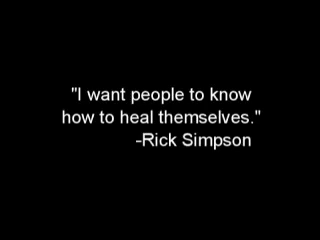 "I want people to know
how to heal themselves."
-Rick Simpson